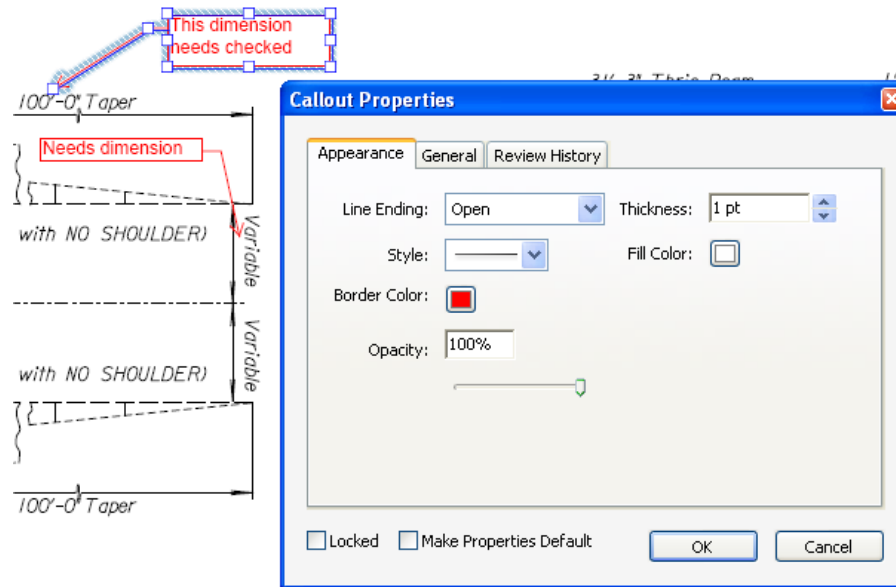 This dimension
needs checked
100'-0" Taper
Needs dimension
with NO SHOULDER)
Variable
Variable
with NO SHOULDER)
100'-0" Taper
Callout Properties
Appearance
General
Review History
Line Ending:
Open
Thickness:
1 pt
Style:
Fill Color:
Border Color:
Opacity:
100%
Locked
Make Properties Default
OK
Cancel